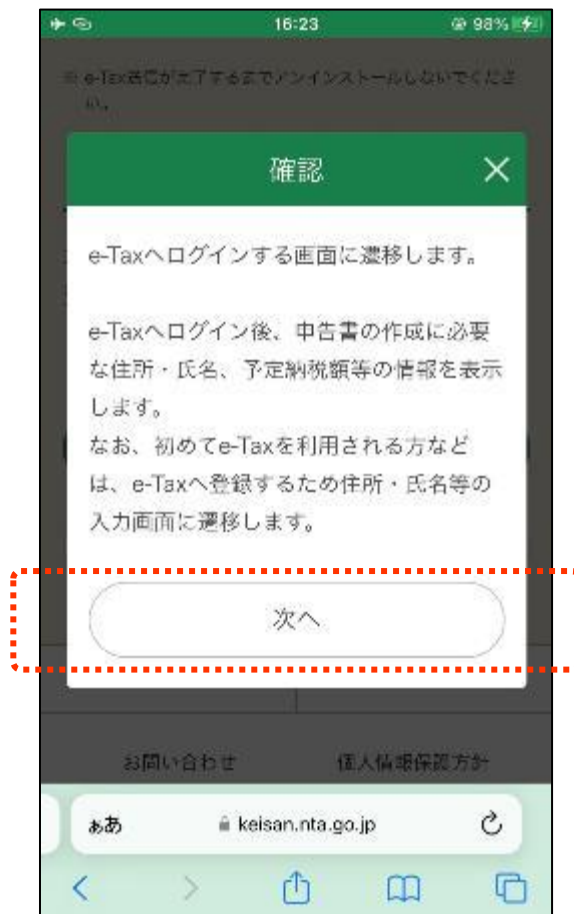 16:23
98%
※ e-Tax送信が完了するまでアンインストールしないでくださ
い。
確認
e-Taxへログインする画面に遷移します。
e-Taxへログイン後、申告書の作成に必要
な住所・氏名、予定納税額等の情報を表示
します。
なお、初めてe-Taxを利用される方など
は、e-Taxへ登録するため住所・氏名等の
入力画面に遷移します。
次へ
お問い合わせ 個人情報保護方針
ぁあ keisan.nta.go.jp